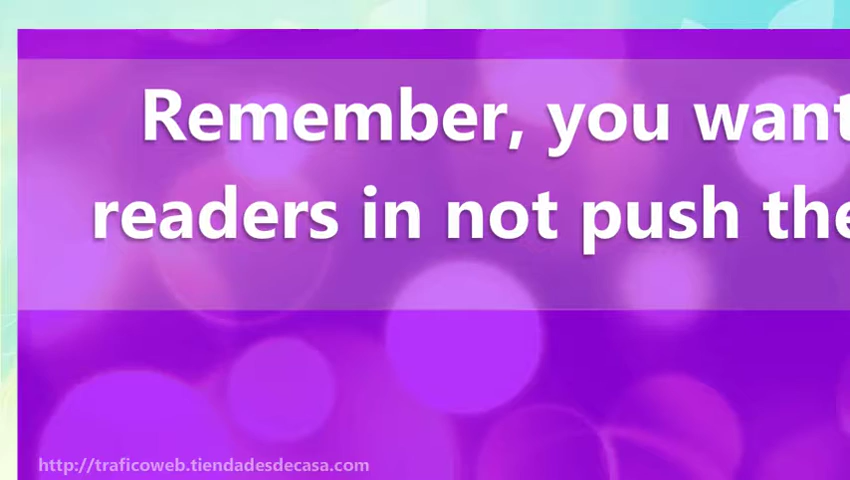 Remember, you want
readers in not push the
http://traficoweb.tiendadesdecasa.com